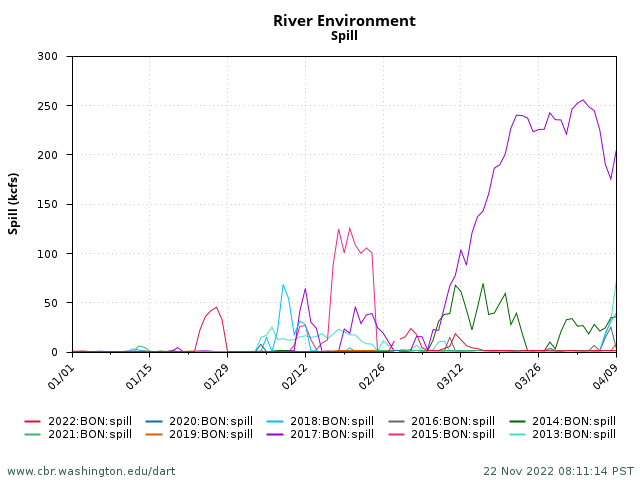 River Environment
Spill
300
250
200
150
100
50
0
Spill (kcfs)
01/01
01/15
01/29
02/12
02/26
03/12
03/26
04/09
2022:BON:spill 2020:BON:spill 2018:BON:spill 2016:BON:spill 2014:BON:spill
2021:BON:spill 2019:BON:spill 2017:BON:spill 2015:BON:spill 2013:BON:spill
www.cbr.washington.edu/dart 22 Nov 2022 08:11:14 PST